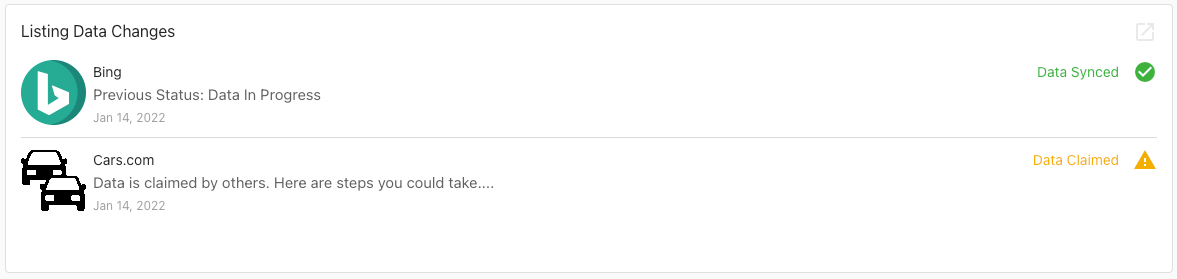 Listing Data Changes
Bing
Data Synced
Previous Status: Data In Progress
Jan 14, 2022
Cars.com
Data Claimed
Data is claimed by others. Here are steps you could take....
Jan 14, 2022